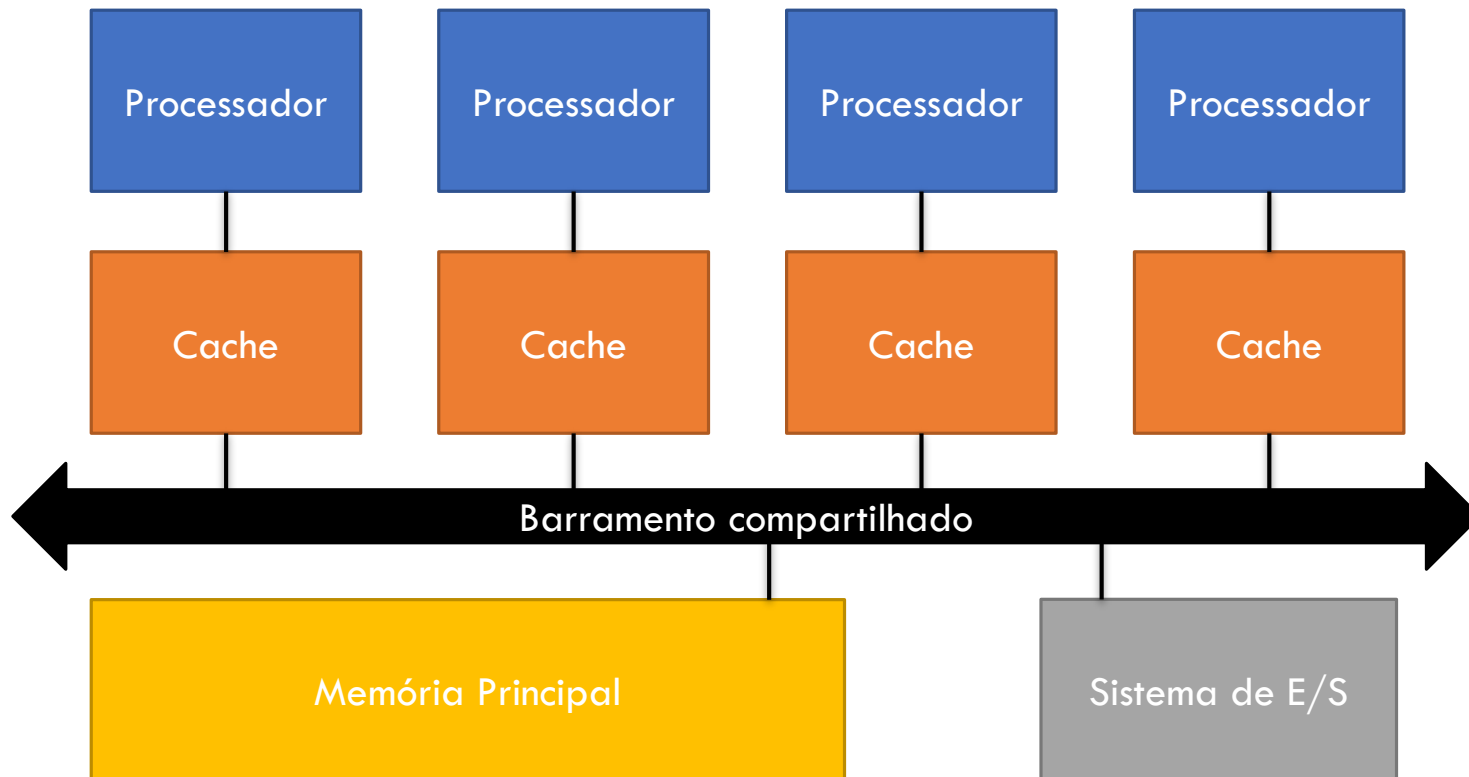 Processador
Processador
Processador
Processador
Cache
Cache
Cache
Cache
Barramento compartilhado
Memória Principal
Sistema de E/S